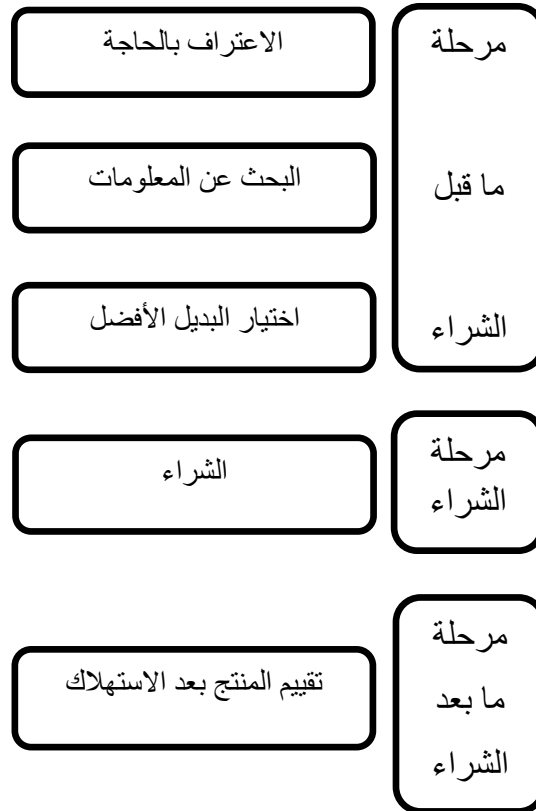 مرحلة
ما قبل
الشراء
الاعتراف بالحاجة
البحث عن المعلومات
اختيار البديل الأفضل
مرحلة
الشراء
الشراء
مرحلة
ما بعد
الشراء
تقييم المنتج بعد الاستهلاك